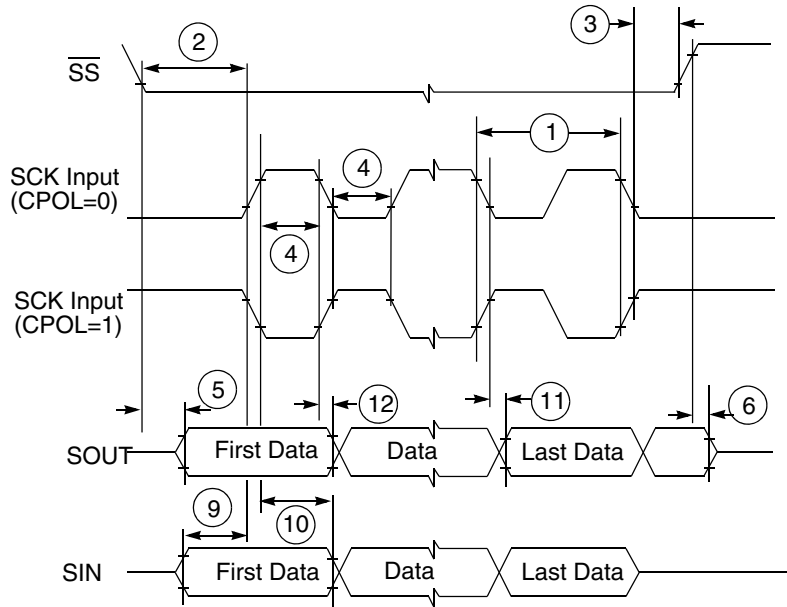 2
3
SS
1
SCK Input
(CPOL=0)
4
4
SCK Input
(CPOL=1)
5
12
11
6
SOUT
First Data
Data
Last Data
9
10
SIN
First Data
Data
Last Data